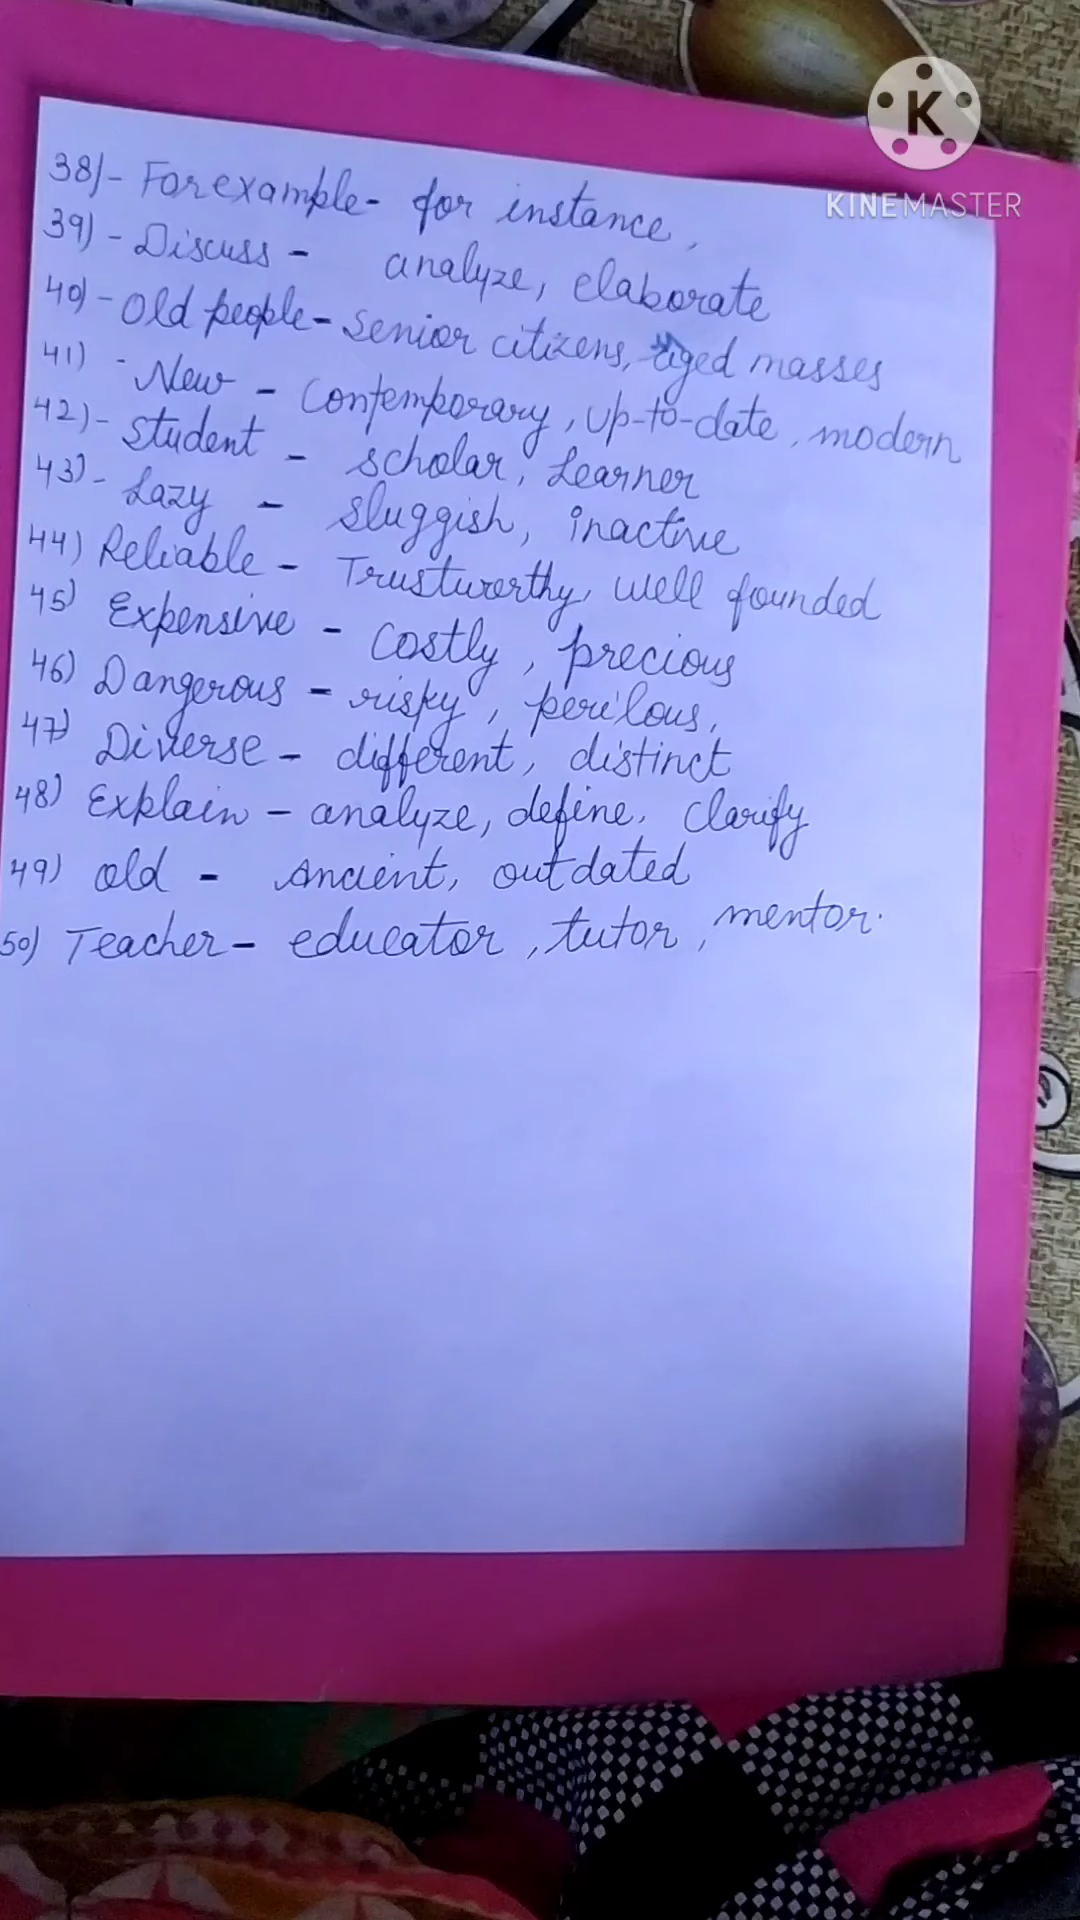 K
KINEMASTER
38)- For example- for instance,
39)- Discuss - analyze, elaborate
40)- Old people- senior citizens, aged masses
41) - New - Contemporary, up-to-date, modern
42)- Student - scholar, Learner
43)- Lazy - Sluggish, inactive
44) Reliable - Trustworthy, well founded
45) Expensive - Costly, precious
46) Dangerous - risky, perilous,
47) Diverse - different, distinct
48) Explain - analyze, define. Clarify
49) old - Ancient, outdated
50) Teacher- educator, tutor, mentor.